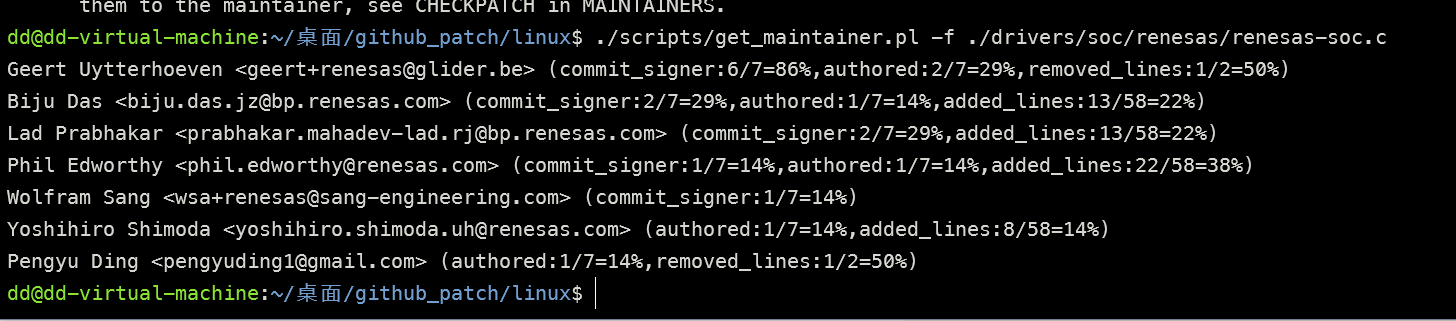 them to the maintainer, see CHECKPATCH in MAINTAINERS.
dd@dd-virtual-machine:~/桌面/github_patch/linux$ ./scripts/get_maintainer.pl -f ./drivers/soc/renesas/renesas-soc.c
Geert Uytterhoeven <geert+renesas@glider.be> (commit_signer:6/7=86%,authored:2/7=29%,removed_lines:1/2=50%)
Biju Das <biju.das.jz@bp.renesas.com> (commit_signer:2/7=29%,authored:1/7=14%,added_lines:13/58=22%)
Lad Prabhakar <prabhakar.mahadev-lad.rj@bp.renesas.com> (commit_signer:2/7=29%,added_lines:13/58=22%)
Phil Edworthy <phil.edworthy@renesas.com> (commit_signer:1/7=14%,authored:1/7=14%,added_lines:22/58=38%)
Wolfram Sang <wsa+renesas@sang-engineering.com> (commit_signer:1/7=14%)
Yoshihiro Shimoda <yoshihiro.shimoda.uh@renesas.com> (authored:1/7=14%,added_lines:8/58=14%)
Pengyu Ding <pengyuding1@gmail.com> (authored:1/7=14%,removed_lines:1/2=50%)
dd@dd-virtual-machine:~/桌面/github_patch/linux$